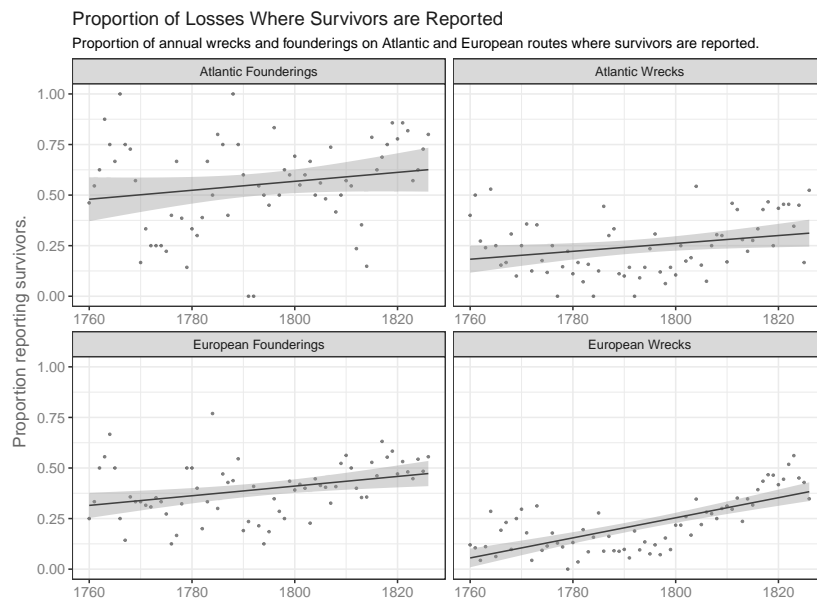 Proportion of Losses Where Survivors are Reported
Proportion of annual wrecks and founderings on Atlantic and European routes where survivors are reported.
Atlantic Founderings
Atlantic Wrecks
1.00
0.75
0.50
0.25
0.00
1760 1780 1800 1820
1760 1780 1800 1820
European Founderings
European Wrecks
1.00
0.75
0.50
0.25
0.00
1760 1780 1800 1820
1760 1780 1800 1820
Proportion reporting survivors.